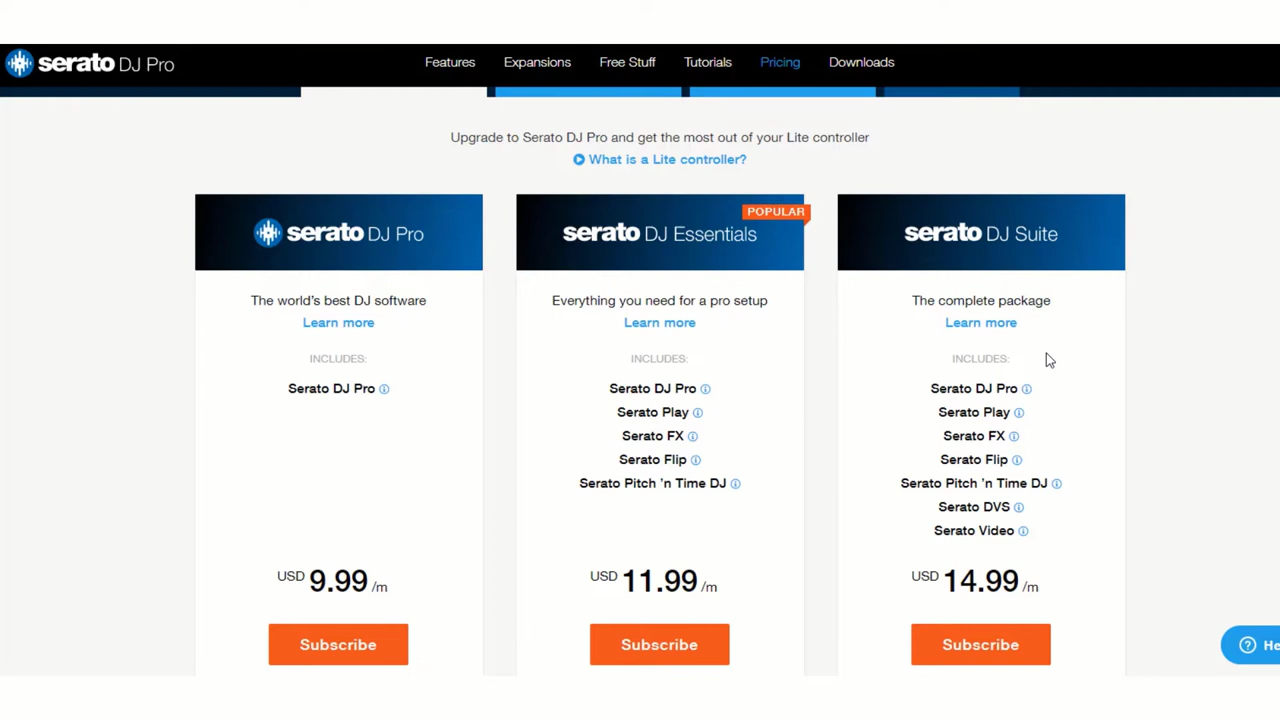 serato DJ Pro
Features Expansions Free Stuff Tutorials Pricing Downloads
Upgrade to Serato DJ Pro and get the most out of your Lite controller
What is a Lite controller?
serato DJ Pro
The world's best DJ software
Learn more
INCLUDES:
Serato DJ Pro
USD 9.99 /m
Subscribe
POPULAR
serato DJ Essentials
Everything you need for a pro setup
Learn more
INCLUDES:
Serato DJ Pro
Serato Play
Serato FX
Serato Flip
Serato Pitch 'n Time DJ
USD 11.99 /m
Subscribe
serato DJ Suite
The complete package
Learn more
INCLUDES:
Serato DJ Pro
Serato Play
Serato FX
Serato Flip
Serato Pitch 'n Time DJ
Serato DVS
Serato Video
USD 14.99 /m
Subscribe
He